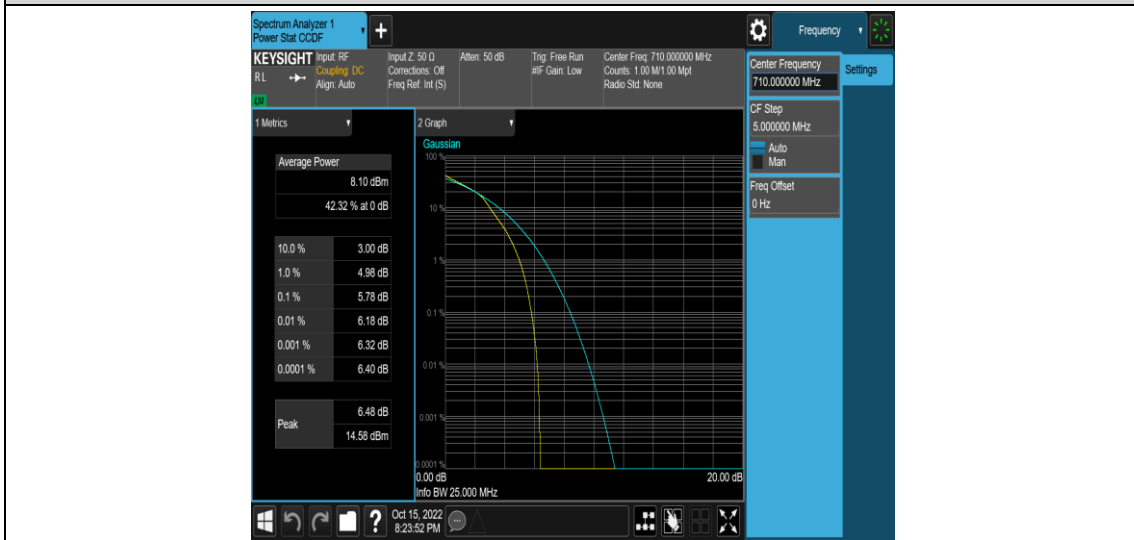 Spectrum Analyzer 1
Power Stat CCDF
+
Frequency
KEYSIGHT
RL
LXI
Input: RF
Coupling: DC
Align: Auto
Input Z: 50 Ω
Corrections: Off
Freq Ref: Int (S)
Atten: 50 dB
Trig: Free Run
#IF Gain: Low
Center Freq: 710.000000 MHz
Counts: 1.00 M/1.00 Mpt
Radio Std: None
Center Frequency
710.000000 MHz
Settings
CF Step
5.000000 MHz
Auto
Man
Freq Offset
0 Hz
1 Metrics
Average Power
8.10 dBm
42.32 % at 0 dB
10.0 % 3.00 dB
1.0 % 4.98 dB
0.1 % 5.78 dB
0.01 % 6.18 dB
0.001 % 6.32 dB
0.0001 % 6.40 dB
Peak
6.48 dB
14.58 dBm
2 Graph
Gaussian
100 %
10 %
1 %
0.1 %
0.01 %
0.001 %
0.0001 %
0.00 dB 20.00 dB
Info BW 25.000 MHz
?
Oct 15, 2022
8:23:52 PM